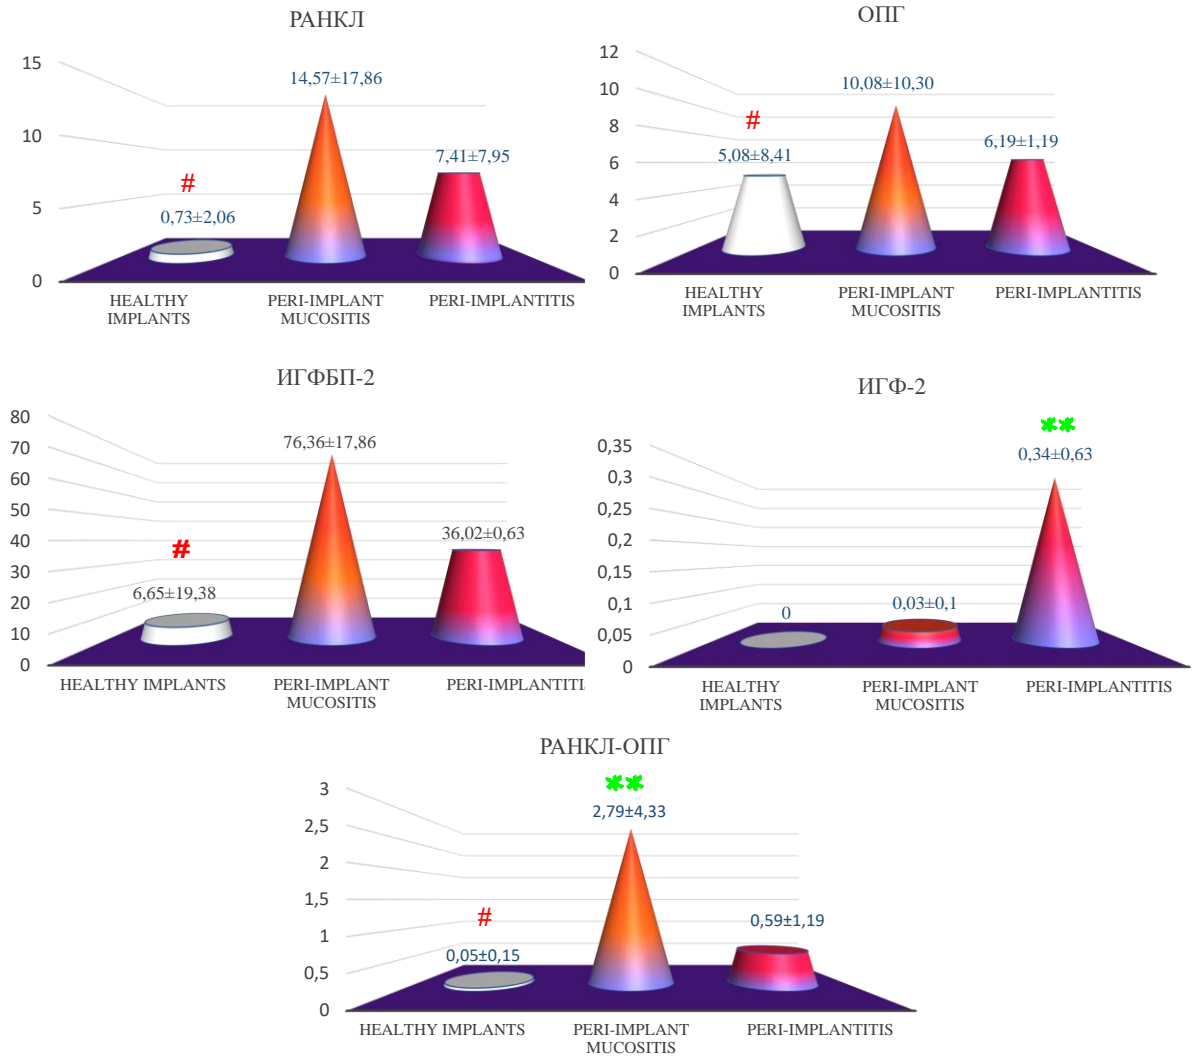 РАНКЛ
15
10
5
0
14,57±17,86
7,41±7,95
#
0,73±2,06
HEALTHY
IMPLANTS
PERI-IMPLANT
MUCOSITIS
PERI-IMPLANTITIS
ОПГ
12
10
8
6
4
2
0
10,08±10,30
#
5,08±8,41
6,19±1,19
HEALTHY
IMPLANTS
PERI-IMPLANT
MUCOSITIS
PERI-IMPLANTITIS
ИГФБП-2
80
70
60
50
40
30
20
10
0
76,36±17,86
36,02±0,63
#
6,65±19,38
HEALTHY IMPLANTS
PERI-IMPLANT
MUCOSITIS
PERI-IMPLANTITI
ИГФ-2
0,35
0,3
0,25
0,2
0,15
0,1
0,05
0
**
0,34±0,63
0
0,03±0,1
HEALTHY
IMPLANTS
PERI-IMPLANT
MUCOSITIS
PERI-IMPLANTITIS
РАНКЛ-ОПГ
3
2,5
2
1,5
1
0,5
0
**
2,79±4,33
#
0,05±0,15
0,59±1,19
HEALTHY IMPLANTS
PERI-IMPLANT
MUCOSITIS
PERI-IMPLANTITIS